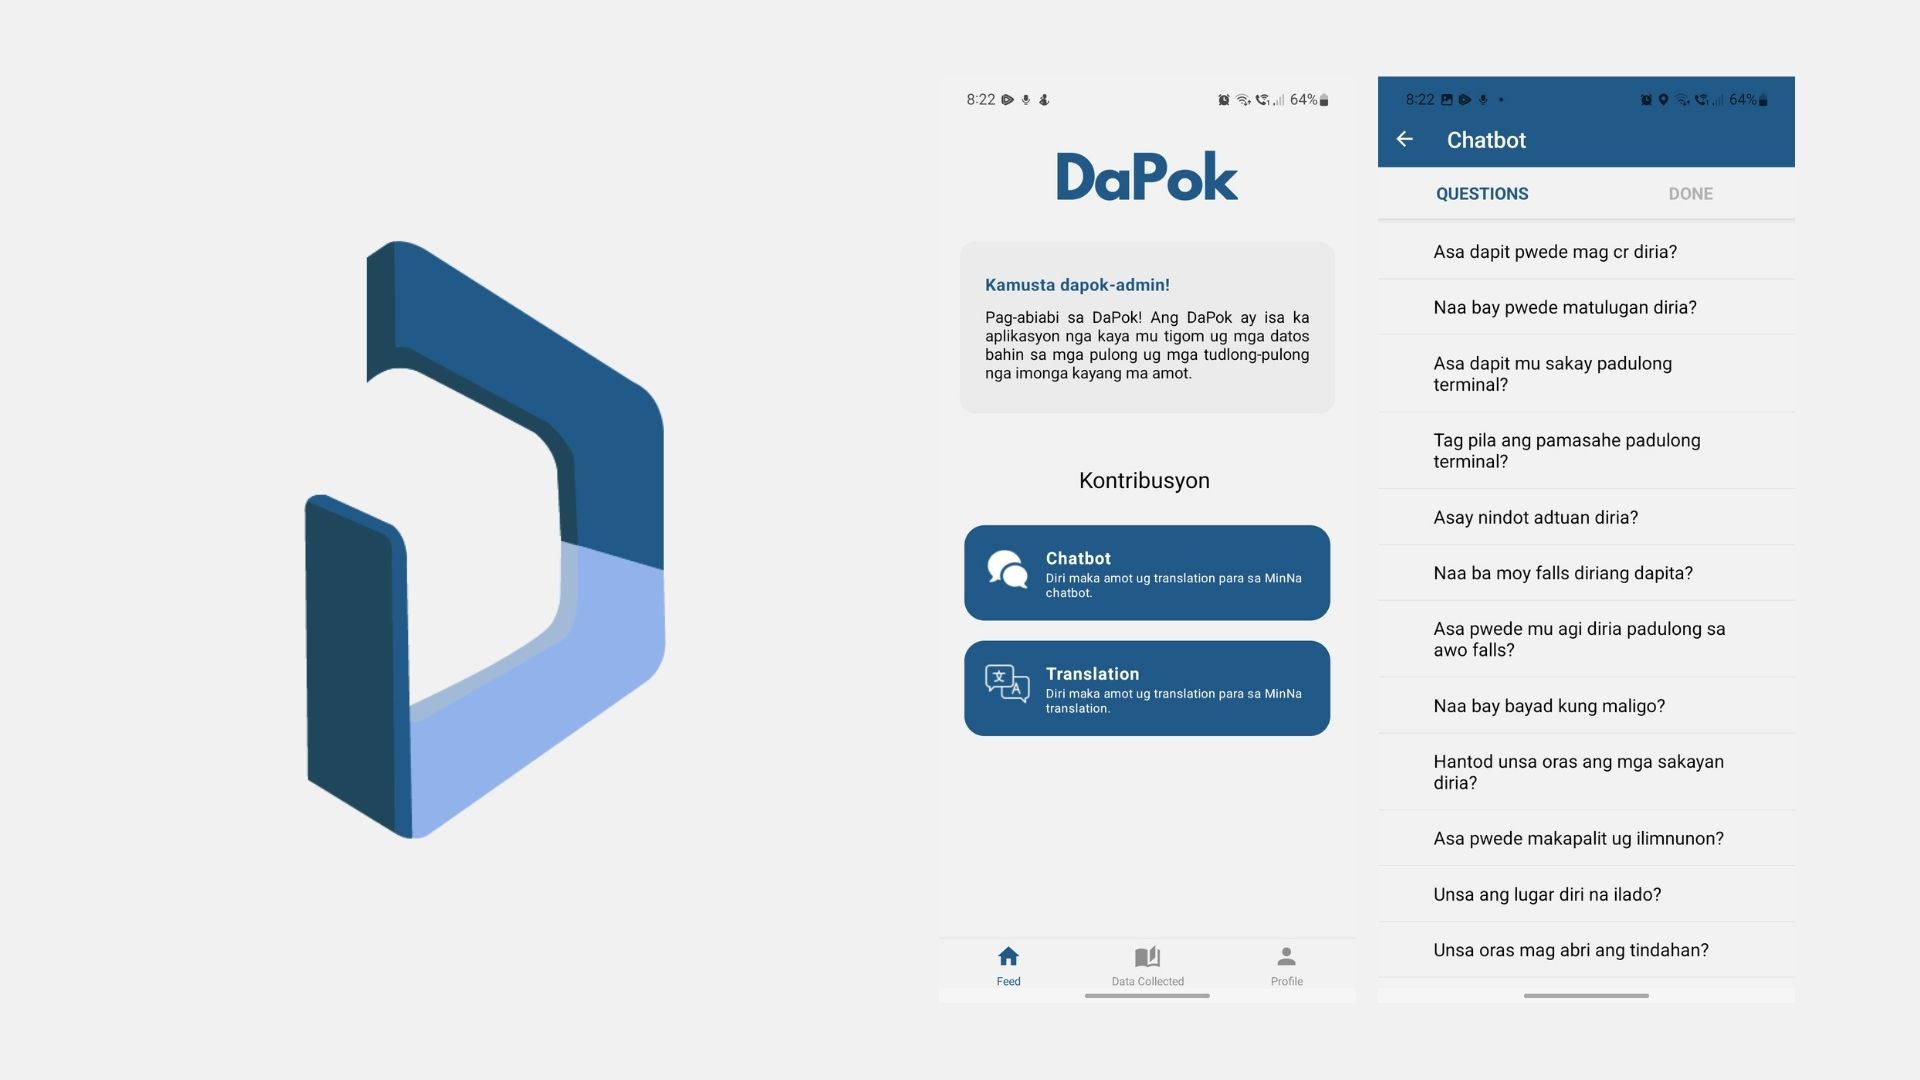 8:22
64%
DaPok
Kamusta dapok-admin!
Pag-abiabi sa DaPok! Ang DaPok ay isa ka
aplikasyon nga kaya mu tigom ug mga datos
bahin sa mga pulong ug mga tudlong-pulong
nga imonga kayang ma amot.
Kontribusyon
Chatbot
Diri maka amot ug translation para sa MinNa
chatbot.
文
A
Translation
Diri maka amot ug translation para sa MinNa
translation.
Feed
Data Collected
Profile
8:22
64%
Chatbot
QUESTIONS
DONE
Asa dapit pwede mag cr diria?
Naa bay pwede matulugan diria?
Asa dapit mu sakay padulong
terminal?
Tag pila ang pamasahe padulong
terminal?
Asay nindot adtuan diria?
Naa ba moy falls diriang dapita?
Asa pwede mu agi diria padulong sa
awo falls?
Naa bay bayad kung maligo?
Hantod unsa oras ang mga sakayan
diria?
Asa pwede makapalit ug ilimnunon?
Unsa ang lugar diri na ilado?
Unsa oras mag abri ang tindahan?